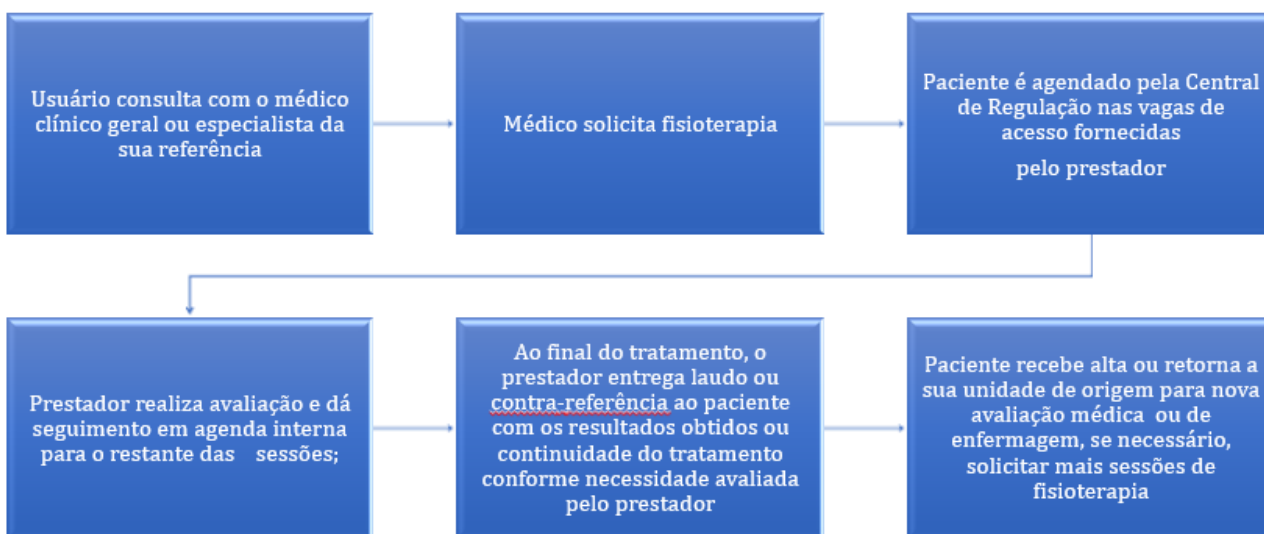 Usuário consulta com o médico
clínico geral ou especialista da
sua referência
Médico solicita fisioterapia
Paciente é agendado pela Central
de Regulação nas vagas de
acesso fornecidas
pelo prestador
Prestador realiza avaliação e dá
seguimento em agenda interna
para o restante das sessões;
Ao final do tratamento, o
prestador entrega laudo ou
contra-referência ao paciente
com os resultados obtidos ou
continuidade do tratamento
conforme necessidade avaliada
pelo prestador
Paciente recebe alta ou retorna a
sua unidade de origem para nova
avaliação médica ou de
enfermagem, se necessário,
solicitar mais sessões de
fisioterapia